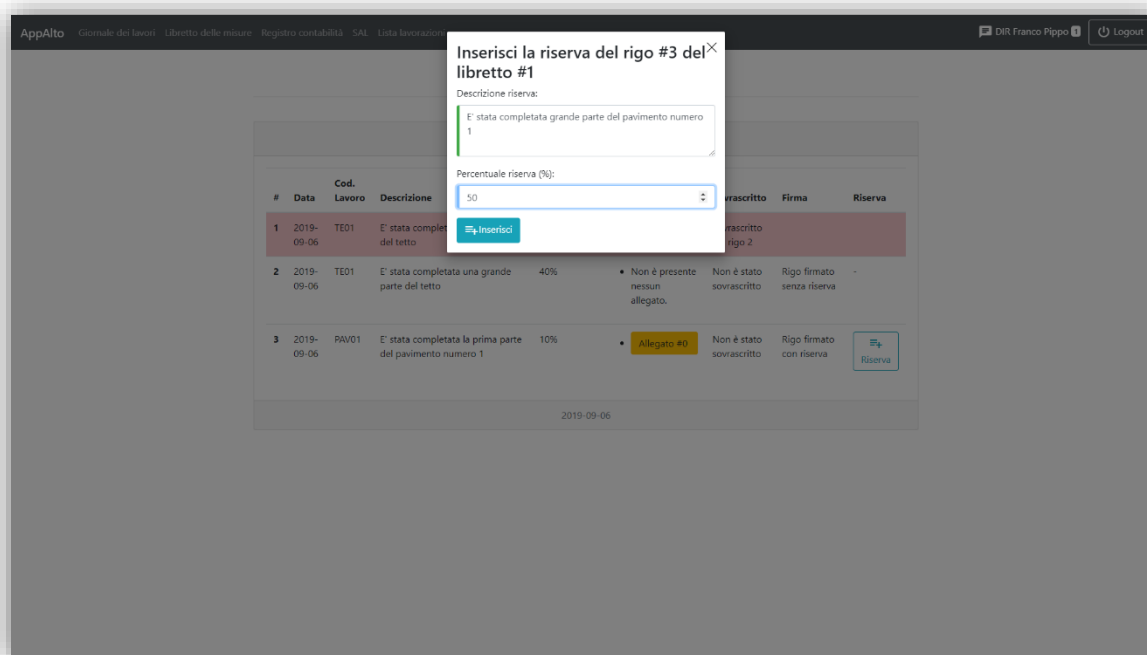 AppAlto Giornale dei lavori Libretto delle misure Registro contabilità SAL Lista lavorazioni DIR Franco Pippo 1 Logout
Inserisci la riserva del rigo #3 del
libretto #1
Descrizione riserva:
E' stata completata grande parte del pavimento numero
1
Percentuale riserva (%):
50
Inserisci
# Data Cod. Lavoro Descrizione Firma Riserva
1 2019-09-06 TE01 E' stata
del tetto rigo 2
2 2019-09-06 TE01 E' stata completata una grande parte del tetto 40% Non è presente nessun allegato. Non è stato sovrascritto Rigo firmato senza riserva -
3 2019-09-06 PAV01 E' stata completata la prima parte del pavimento numero 1 10% Allegato #0 Non è stato sovrascritto Rigo firmato con riserva Riserva
2019-09-06